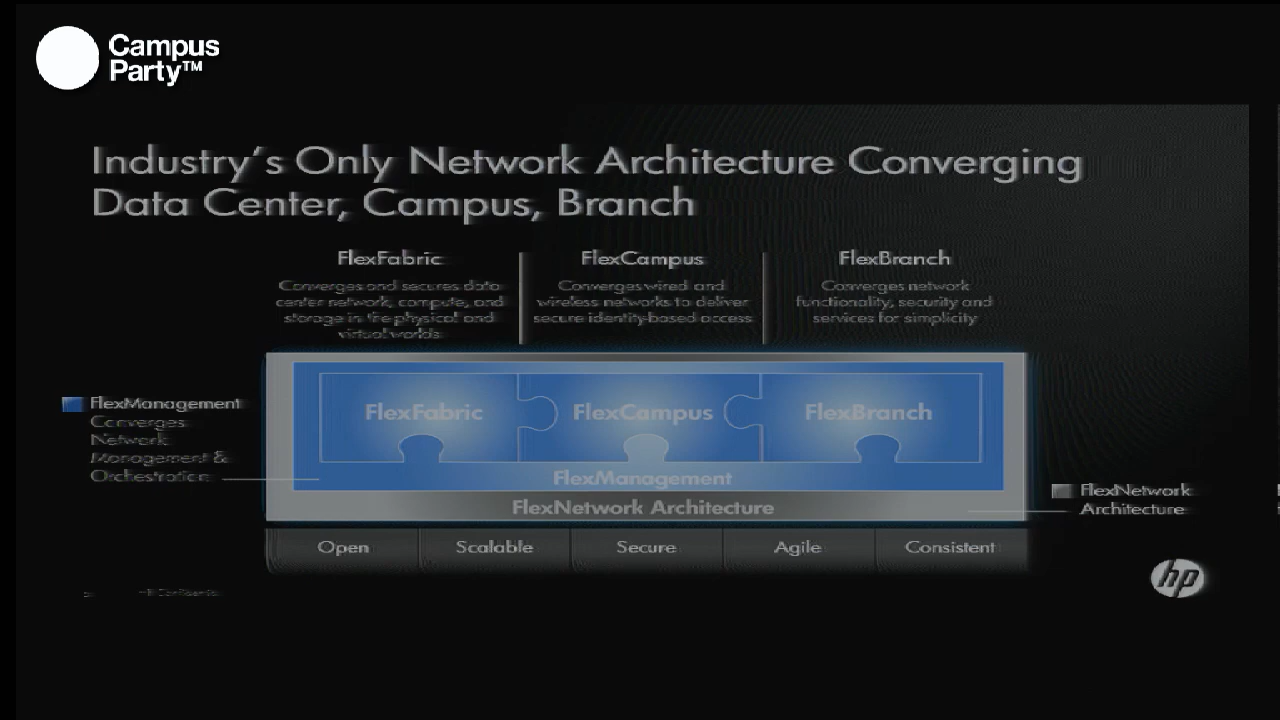 Campus
Party™
Industry's Only Network Architecture Converging
Data Center, Campus, Branch
FlexFabric
Converges and secures data
center network, compute, and
storage in the physical and
virtual worlds
FlexCampus
Converges wired and
wireless networks to deliver
secure identity-based access
FlexBranch
Converges network
functionality, security and
services for simplicity
FlexManagement
Converges
Network
Management &
Orchestration
FlexFabric
FlexCampus
FlexBranch
FlexManagement
FlexNetwork Architecture
FlexNetwork
Architecture
Open
Scalable
Secure
Agile
Consistent
hp
Confidential